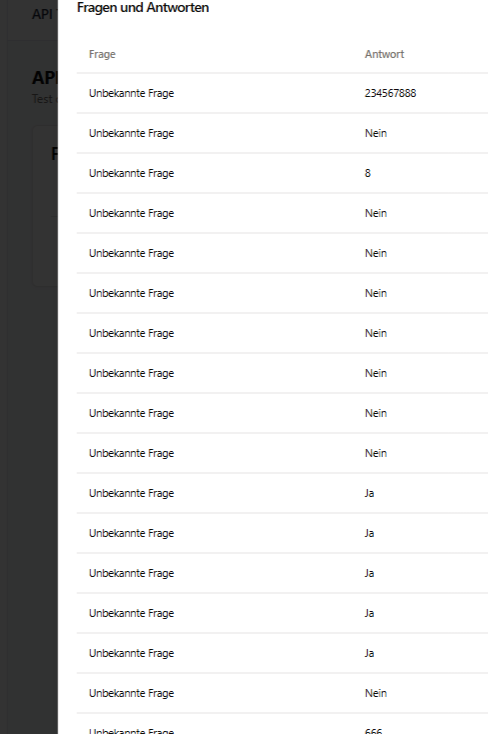 API
Fragen und Antworten
Frage Antwort
API
Test
Unbekannte Frage 234567888
Unbekannte Frage Nein
F
Unbekannte Frage 8
Unbekannte Frage Nein
Unbekannte Frage Nein
Unbekannte Frage Nein
Unbekannte Frage Nein
Unbekannte Frage Nein
Unbekannte Frage Nein
Unbekannte Frage Nein
Unbekannte Frage Ja
Unbekannte Frage Ja
Unbekannte Frage Ja
Unbekannte Frage Ja
Unbekannte Frage Ja
Unbekannte Frage Nein
Unbekannte Frage 666